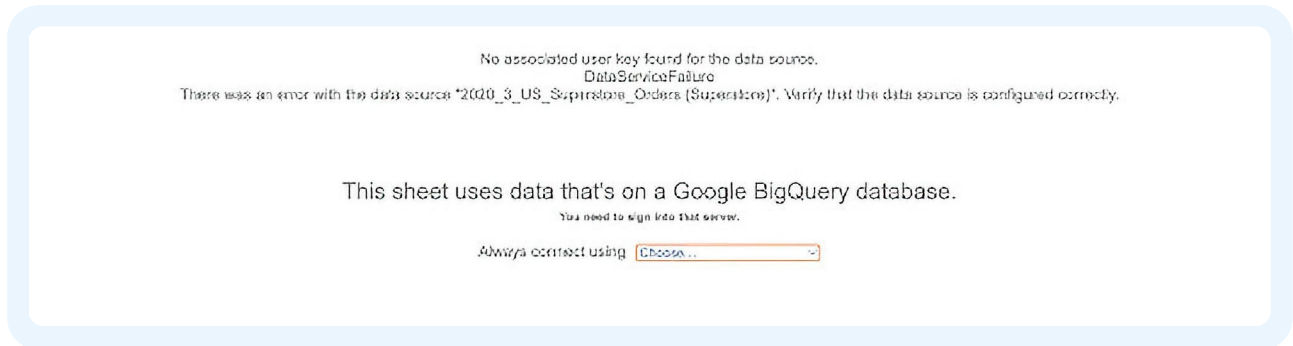 No associated user key found for the data source.
DataServiceFailure
There was an error with the data source "2020_3_US_Superstore_Orders (Superstore)". Verify that the data source is configured correctly.
This sheet uses data that's on a Google BigQuery database.
You need to sign into that server.
Always connect using Choose...